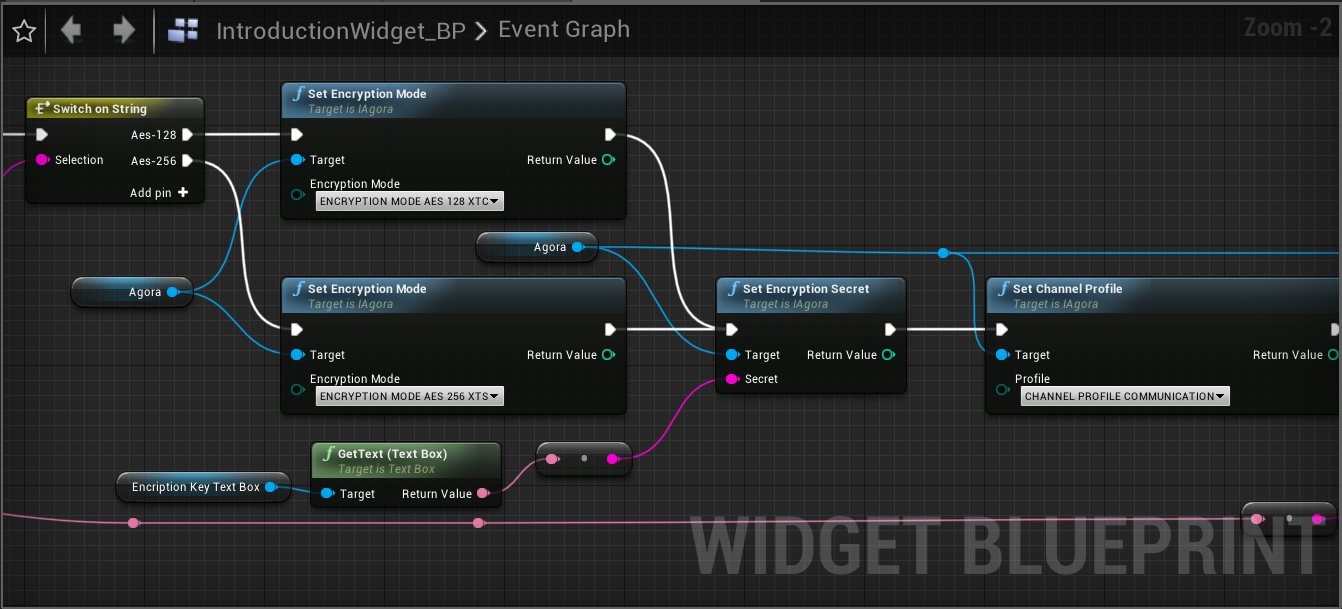 IntroductionWidget_BP > Event Graph
Zoom -2
Switch on String
Aes-128
Selection
Aes-256
Add pin +
Set Encryption Mode
Target is IAgora
Target
Return Value
Encryption Mode
ENCRYPTION MODE AES 128 XTC
Agora
Agora
Set Encryption Mode
Target is IAgora
Target
Return Value
Encryption Mode
ENCRYPTION MODE AES 256 XTS
Set Encryption Secret
Target is IAgora
Target
Return Value
Secret
Set Channel Profile
Target is IAgora
Target
Return Value
Profile
CHANNEL PROFILE COMMUNICATION
GetText (Text Box)
Target is Text Box
Target
Return Value
Encription Key Text Box
WIDGET BLUEPRINT